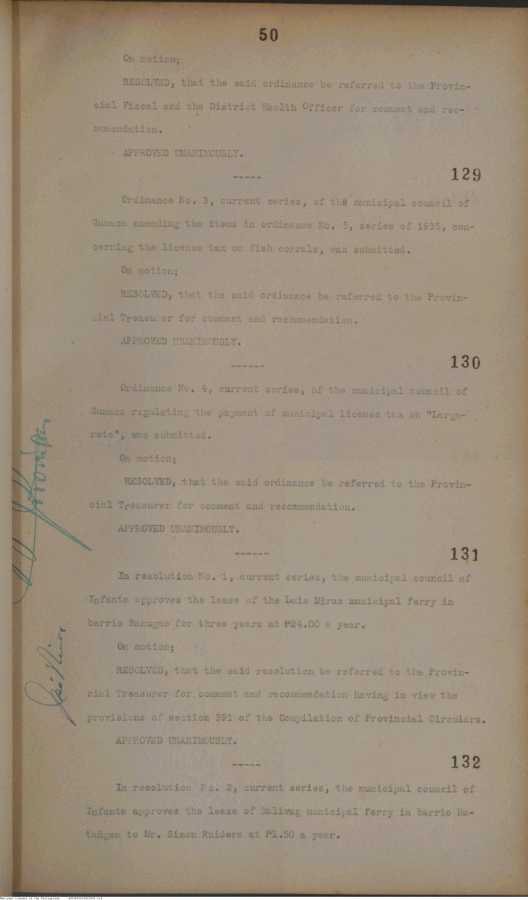 50
On motion;
RESOLVED, that the said ordinance be referred to the Provin-
cial Fiscal and the District Health Officer for comment and rec-
ommendation.
APPROVED UNANIMOUSLY.
-----
129
Ordinance No. 3, current series, of the municipal council of
amending the items in ordinance No. 5, series of 1935, con-
cerning the license tax on fish corrals, was submitted.
On motion;
RESOLVED, that the said ordinance be referred to the Provin-
cial Treasurer for comment and recommendation.
APPROVED UNANIMOUSLY.
------
130
Ordinance No. 4, current series, of the municipal council of
regulating the payment of municipal license tax on "Large-
was submitted.
On motion;
RESOLVED, that the said ordinance be referred to the Provin-
cial Treasurer for comment and recommendation.
APPROVED UNANIMOUSLY.
------
131
In resolution No. 1, current series, the municipal council of
Infanta approves the lease of the Luis municipal ferry in
barrio for three years at ₱24.00 a year.
On motion;
RESOLVED, that the said resolution be referred to the Provin-
cial Treasurer for comment and recommendation having in view the
provisions of section 391 of the Compilation of Provincial Circulars.
APPROVED UNANIMOUSLY.
-----
132
In resolution No. 2, current series, the municipal council of
Infanta approves the lease of Baliwag municipal ferry in barrio
to Mr. Simon at ₱1.50 a year.